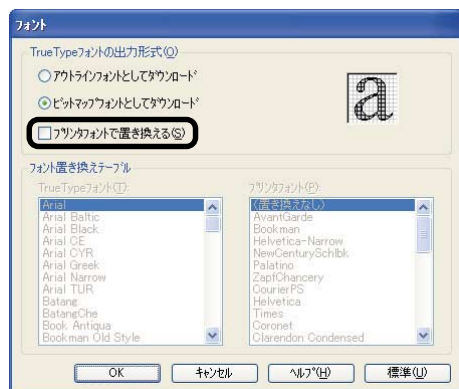 フォント
TrueTypeフォントの出力形式(O)
アウトラインフォントとしてダウンロード
ビットマップフォントとしてダウンロード
プリンタフォントで置き換える(S)
a
フォント置き換えテーブル
TrueTypeフォント(T):
プリンタフォント(P):
Arial
Arial Baltic
Arial Black
Arial CE
Arial CYR
Arial Greek
Arial Narrow
Arial TUR
Batang
BatangChe
Book Antiqua
Bookman Old Style
(置き換えなし)
AvantGarde
Bookman
Helvetica-Narrow
NewCenturySchlbk
Palatino
ZapfChancery
CourierPS
Helvetica
Times
Coronet
Clarendon Condensed
OK
キャンセル
ヘルプ(H)
標準(U)